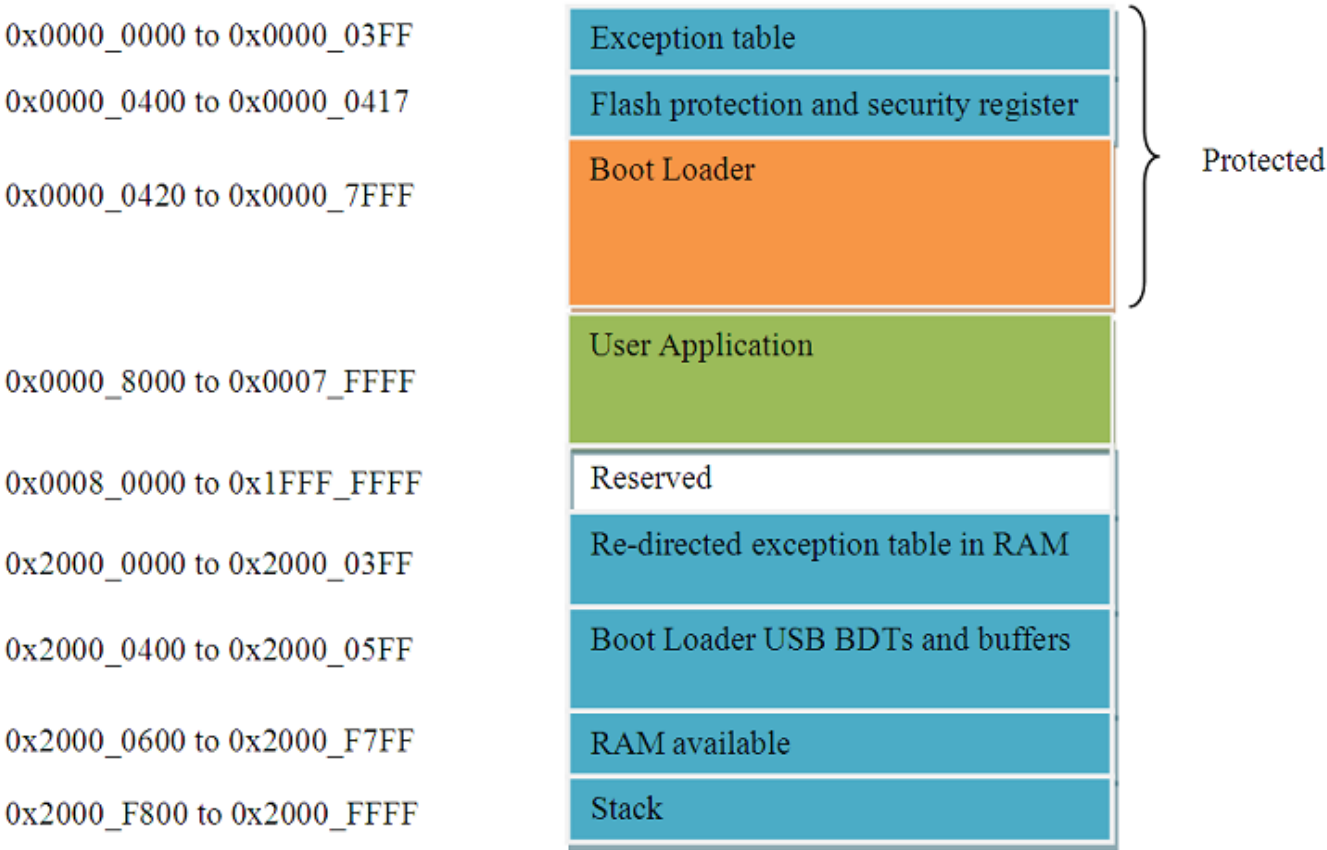 0x0000_0000 to 0x0000_03FF Exception table
0x0000_0400 to 0x0000_0417 Flash protection and security register
Boot Loader
Protected
0x0000_0420 to 0x0000_7FFF
User Application
0x0000_8000 to 0x0007_FFFF
0x0008_0000 to 0x1FFF_FFFF Reserved
0x2000_0000 to 0x2000_03FF Re-directed exception table in RAM
0x2000_0400 to 0x2000_05FF Boot Loader USB BDTs and buffers
0x2000_0600 to 0x2000_F7FF RAM available
0x2000_F800 to 0x2000_FFFF Stack